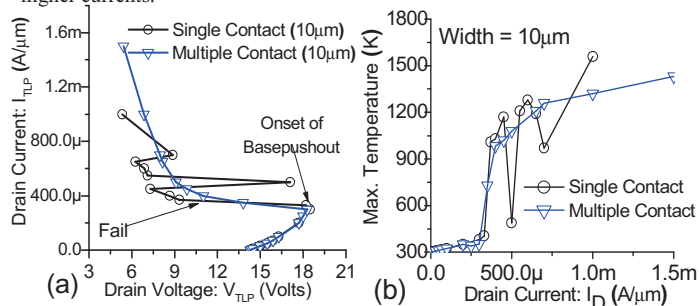 higher currents.
Single Contact (10μm)
Multiple Contact (10μm)
Drain Current: I_TLP (A/μm)
1.6m
1.2m
800.0μ
400.0μ
0.0
Onset of
Basepushout
Fail
3 6 9 12 15 18 21
(a) Drain Voltage: V_TLP (Volts)
Width = 10μm
Max. Temperature (K)
1800
1500
1200
900
600
300
Single Contact
Multiple Contact
0.0 500.0μ 1.0m 1.5m
(b) Drain Current: I_D (A/μm)